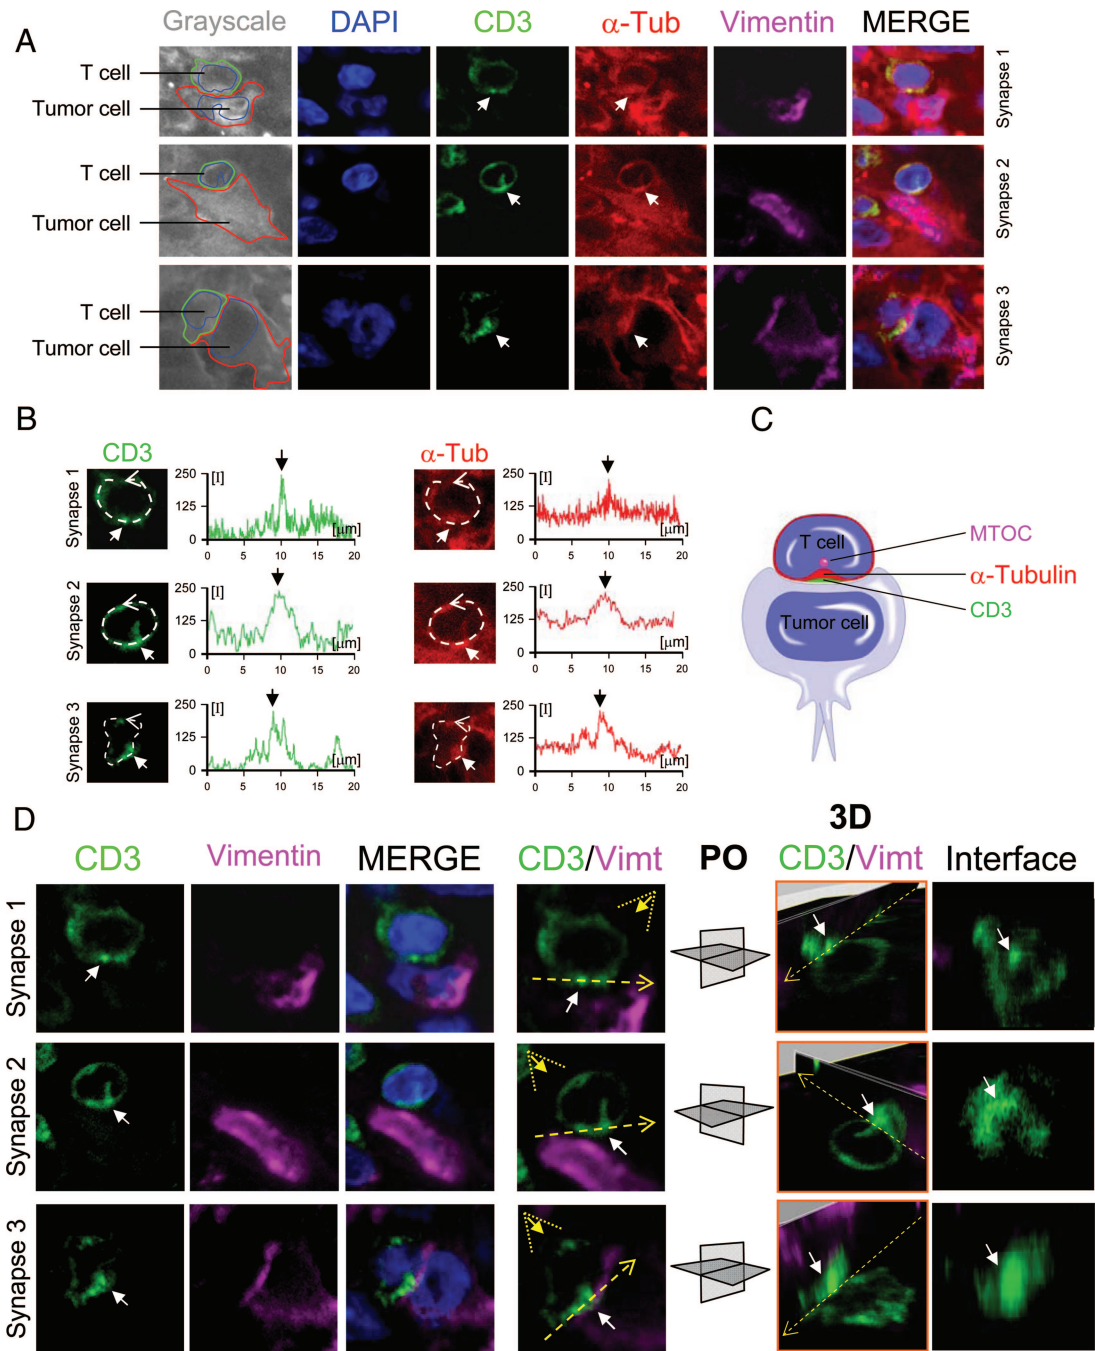 A
Grayscale DAPI CD3 α-Tub Vimentin MERGE
T cell
Tumor cell
Synapse 1
T cell
Tumor cell
Synapse 2
T cell
Tumor cell
Synapse 3
B
CD3 α-Tub
Synapse 1
250 [I]
125
0
[µm]
0 5 10 15 20
250 [I]
125
0
[µm]
0 5 10 15 20
Synapse 2
250 [I]
125
0
[µm]
0 5 10 15 20
250 [I]
125
0
[µm]
0 5 10 15 20
Synapse 3
250 [I]
125
0
[µm]
0 5 10 15 20
250 [I]
125
0
[µm]
0 5 10 15 20
C
T cell
MTOC
α-Tubulin
CD3
Tumor cell
D
3D
CD3 Vimentin MERGE CD3/Vimt PO CD3/Vimt Interface
Synapse 1
Synapse 2
Synapse 3